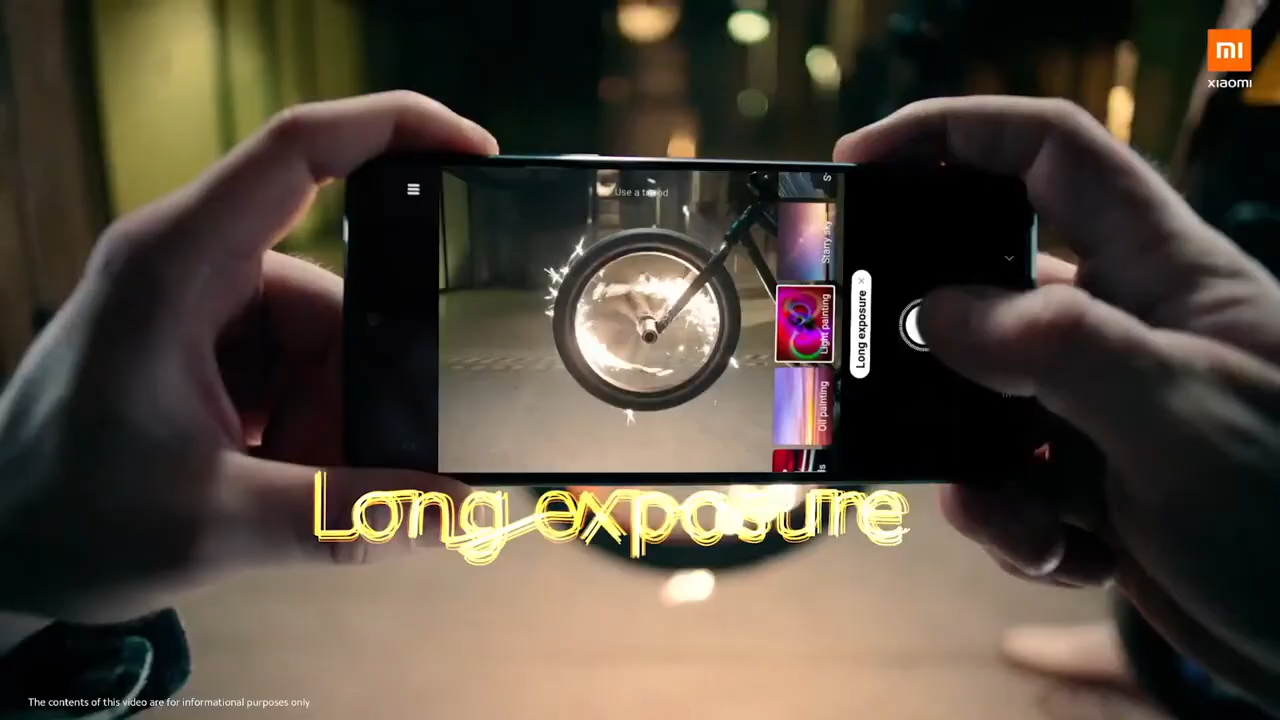 mi
xiaomi
Use a tripod
Starry sky
Light painting
Oil painting
Long exposure ×
Long exposure
The contents of this video are for informational purposes only